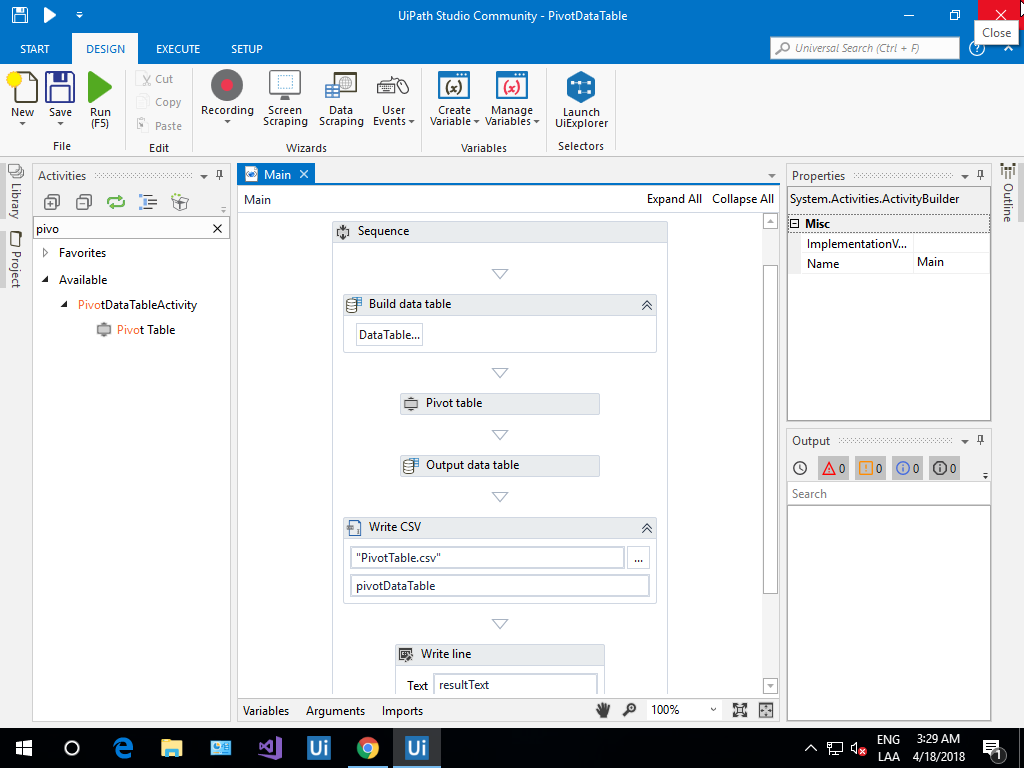 UiPath Studio Community - PivotDataTable
Close
START DESIGN EXECUTE SETUP
Universal Search (Ctrl + F)
New Save Run (F5)
File
Cut
Copy
Paste
Edit
Recording Screen Scraping Data Scraping User Events
Wizards
Create Variable Manage Variables
Variables
Launch UiExplorer
Selectors
Library
Project
Activities
pivo
Favorites
Available
PivotDataTableActivity
Pivot Table
Main
Main Expand All Collapse All
Sequence
Build data table
DataTable...
Pivot table
Output data table
Write CSV
"PivotTable.csv" ...
pivotDataTable
Write line
Text resultText
Variables Arguments Imports 100%
Properties
System.Activities.ActivityBuilder
Misc
ImplementationV...
Name Main
Outline
Output
0 0 0 0
Search
Ui Ui
ENG
LAA
3:29 AM
4/18/2018
1